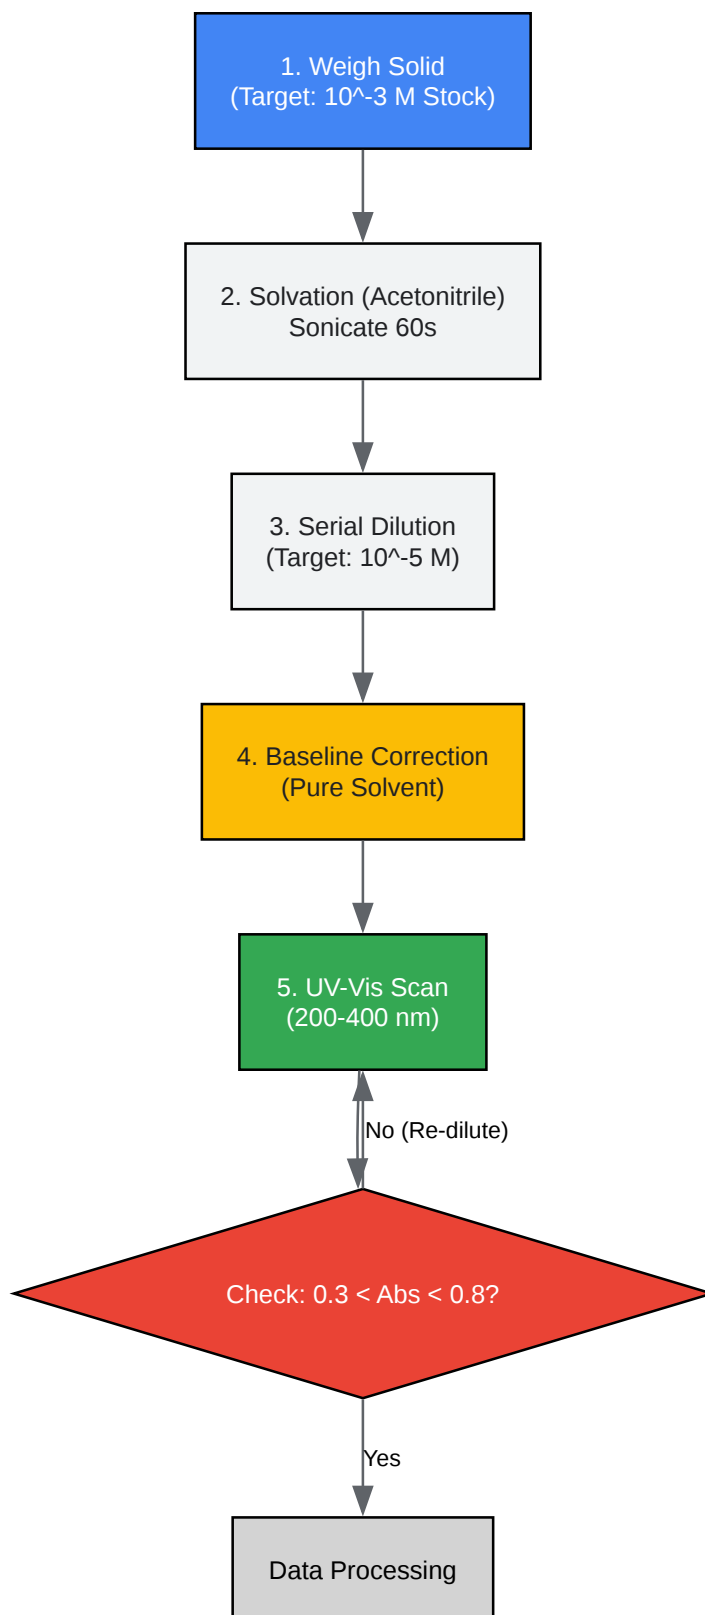 1. Weigh Solid
(Target: 10^-3 M Stock)
2. Solvation (Acetonitrile)
Sonicate 60s
3. Serial Dilution
(Target: 10^-5 M)
4. Baseline Correction
(Pure Solvent)
5. UV-Vis Scan
(200-400 nm)
No (Re-dilute)
Check: 0.3 < Abs < 0.8?
Yes
Data Processing